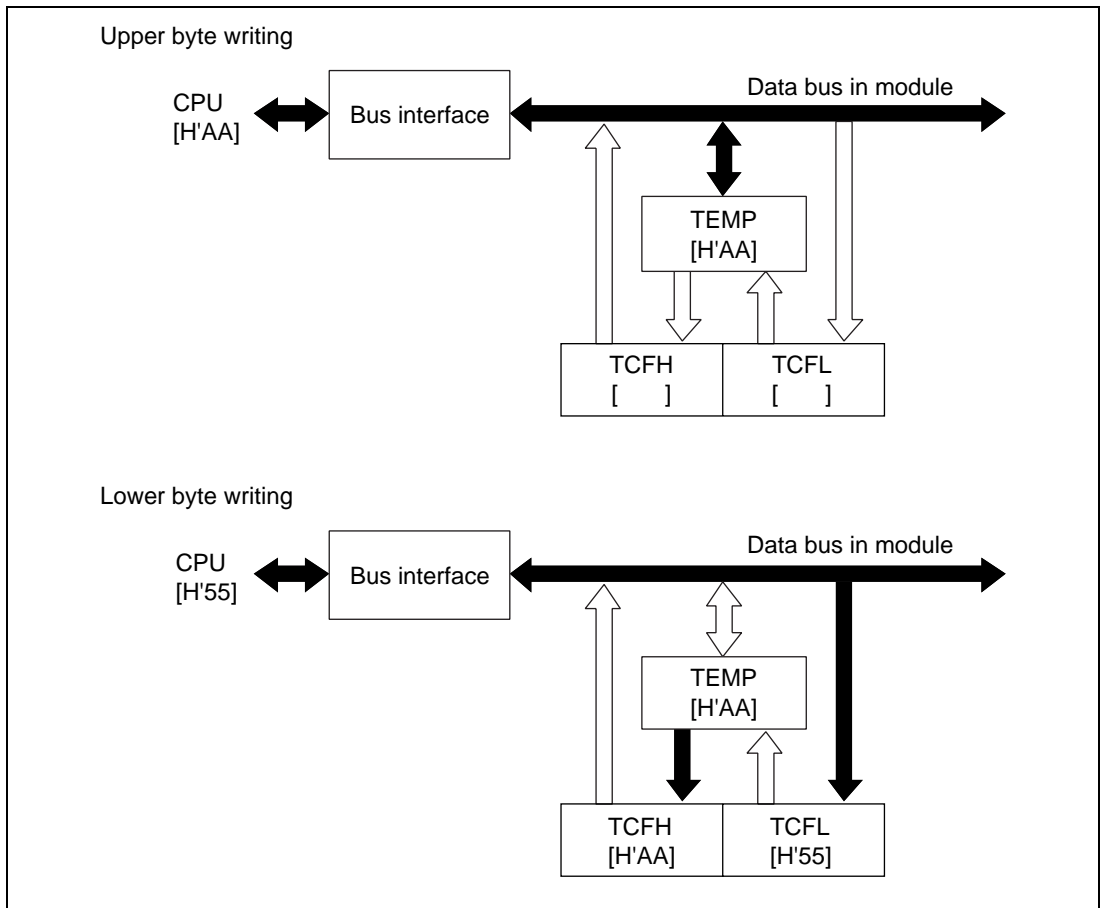 Upper byte writing
Data bus in module
CPU
[H'AA]
Bus interface
TEMP
[H'AA]
TCFH
[ ]
TCFL
[ ]
Lower byte writing
Data bus in module
CPU
[H'55]
Bus interface
TEMP
[H'AA]
TCFH
[H'AA]
TCFL
[H'55]